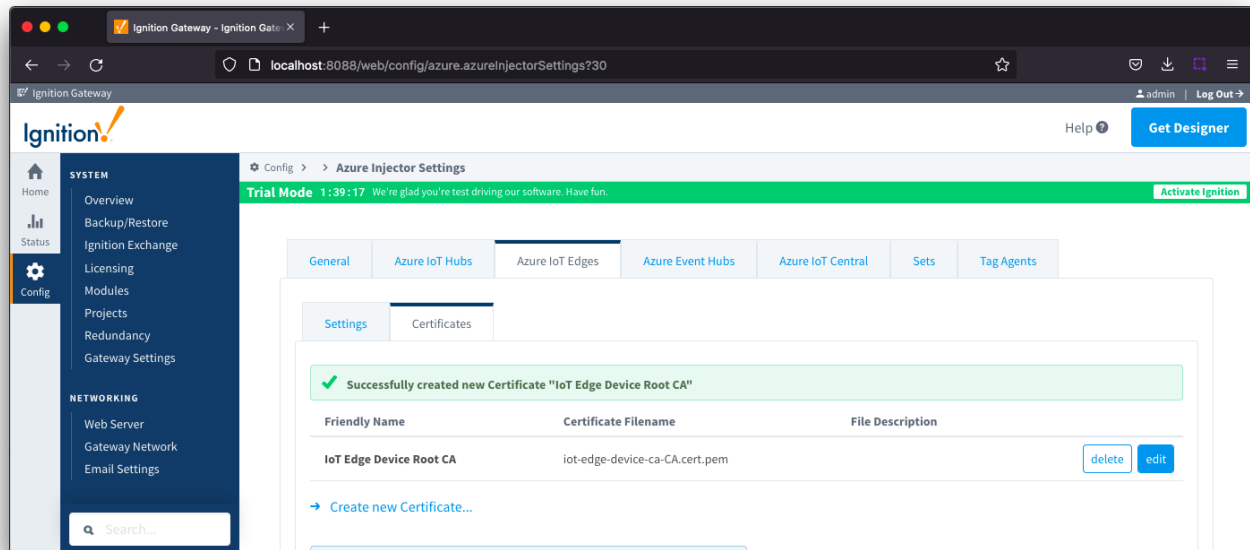 Ignition Gateway - Ignition Gate
localhost:8088/web/config/azure.azureInjectorSettings?30
Ignition Gateway
admin | Log Out
Ignition!
Help
Get Designer
Home
Status
Config
SYSTEM
Overview
Backup/Restore
Ignition Exchange
Licensing
Modules
Projects
Redundancy
Gateway Settings
NETWORKING
Web Server
Gateway Network
Email Settings
Search...
Config > > Azure Injector Settings
Trial Mode 1:39:17 We're glad you're test driving our software. Have fun.
Activate Ignition
General Azure IoT Hubs Azure IoT Edges Azure Event Hubs Azure IoT Central Sets Tag Agents
Settings Certificates
Successfully created new Certificate "IoT Edge Device Root CA"
Friendly Name Certificate Filename File Description
IoT Edge Device Root CA iot-edge-device-ca-CA.cert.pem delete edit
→ Create new Certificate...